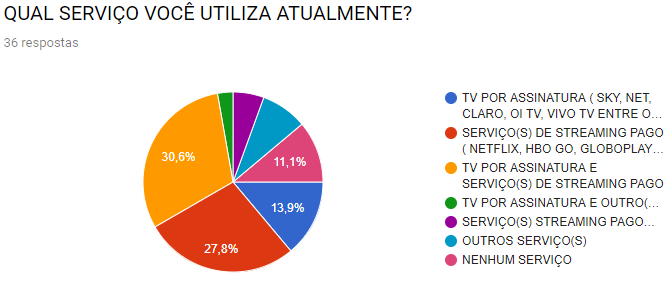 QUAL SERVIÇO VOCÊ UTILIZA ATUALMENTE?
36 respostas
30,6%
11,1%
13,9%
27,8%
TV POR ASSINATURA ( SKY, NET,
CLARO, OI TV, VIVO TV ENTRE O…
SERVIÇO(S) DE STREAMING PAGO
( NETFLIX, HBO GO, GLOBOPLAY…
TV POR ASSINATURA E
SERVIÇO(S) DE STREAMING PAGO
TV POR ASSINATURA E OUTRO(…
SERVIÇO(S) STREAMING PAGO…
OUTROS SERVIÇO(S)
NENHUM SERVIÇO